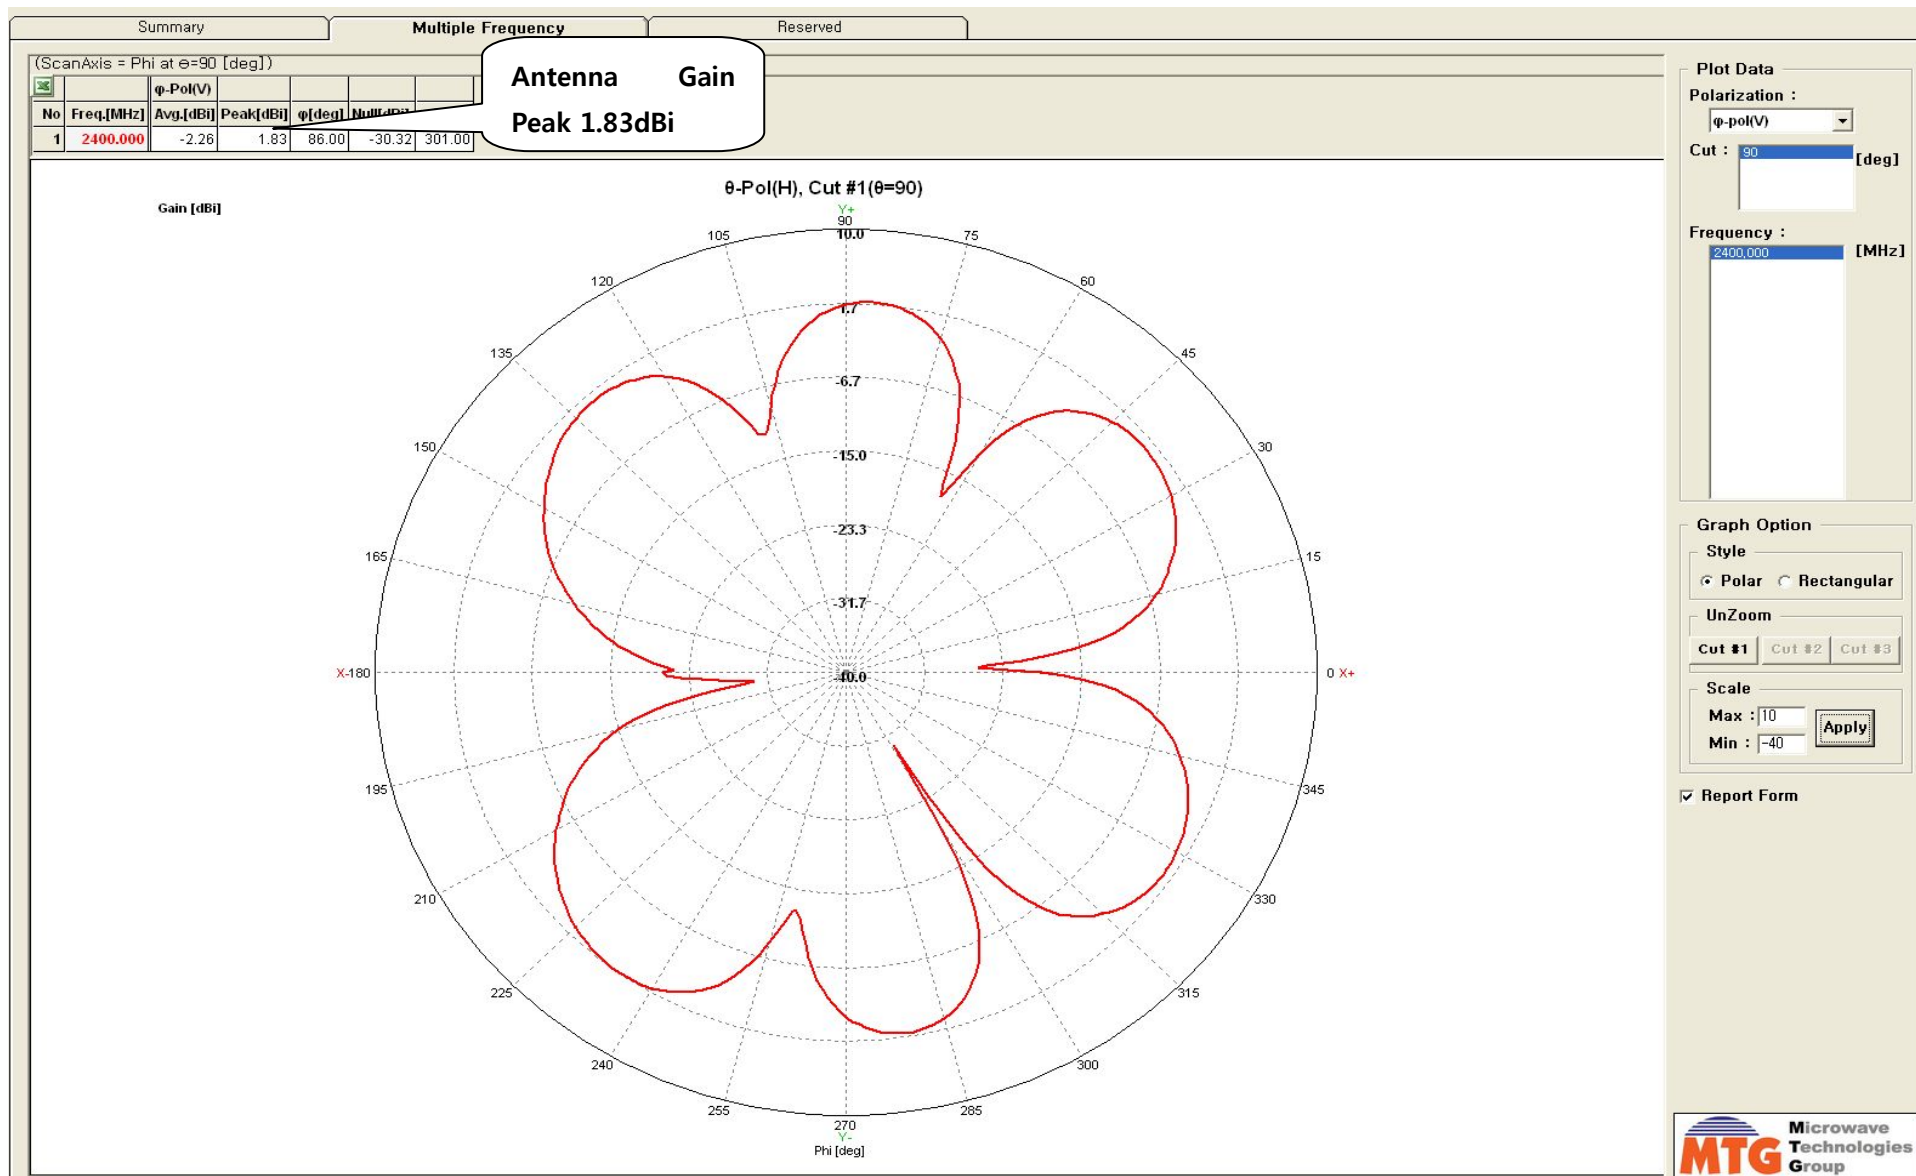 Summary
Multiple Frequency
Reserved
(ScanAxis = Phi at Θ=90 [deg])
φ-Pol(V)
No Freq.[MHz] Avg.[dBi] Peak[dBi] φ[deg]
1 2400.000 -2.26 1.83 86.00 -30.32 301.00
Antenna Gain
Peak 1.83dBi
θ-Pol(H), Cut #1(θ=90)
Gain [dBi]
Y+
90
10.0
105
75
120
60
1.7
135
45
-6.7
150
30
-15.0
-23.3
165
15
-31.7
X-180
-40.0
0 X+
195
345
210
330
225
315
240
300
255
285
270
Y-
Phi [deg]
Plot Data
Polarization :
φ-pol(V)
Cut :
90
[deg]
Frequency :
2400,000
[MHz]
Graph Option
Style
Polar
Rectangular
UnZoom
Cut #1
Cut #2
Cut #3
Scale
Max : 10
Min : -40
Apply
Report Form
MTG
Microwave
Technologies
Group